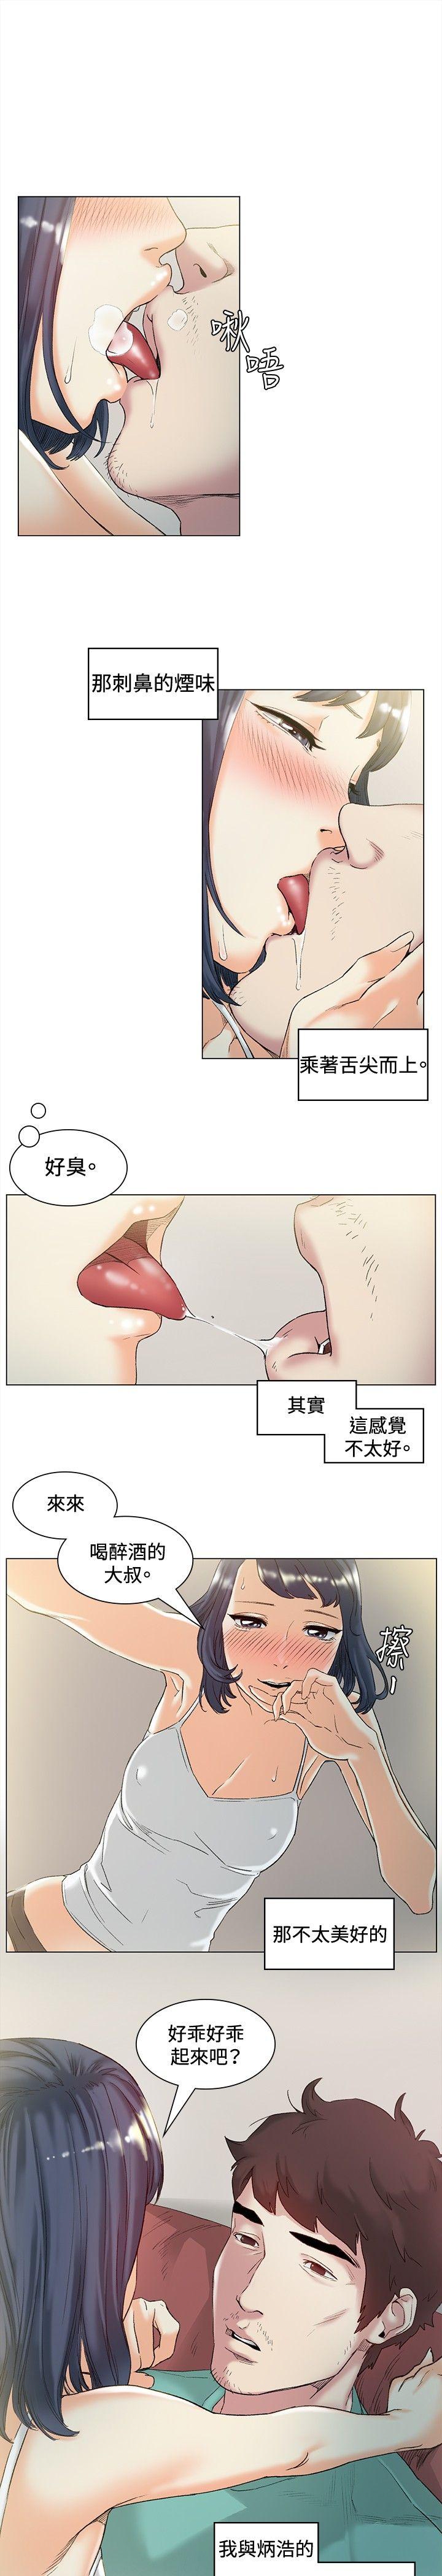 啾
唔
那刺鼻的煙味
乘著舌尖而上。
好臭。
其實
這感覺
不太好。
來來
喝醉酒的
大叔。
擦
那不太美好的
好乖好乖
起來吧？
我與炳浩的